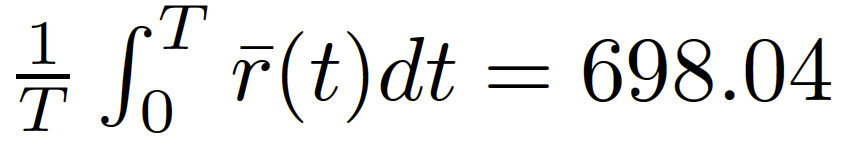 \frac{1}{T} \int_0^T \bar{r}(t)dt = 698.04